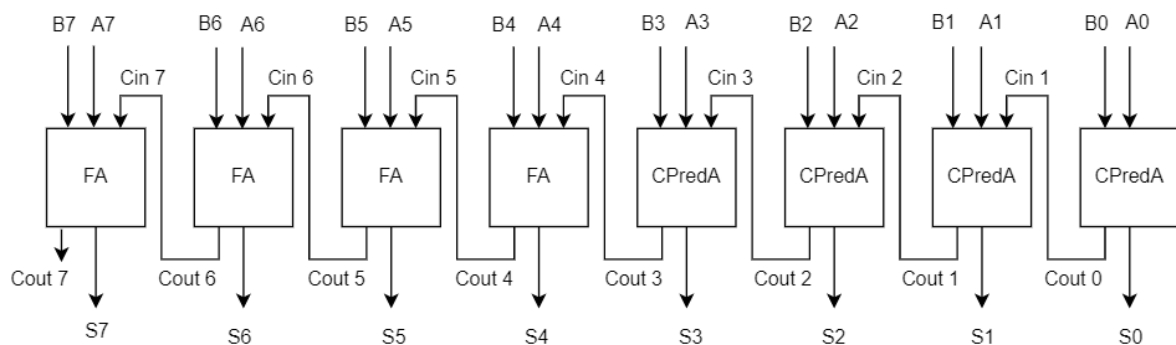 B7 A7 B6 A6 B5 A5 B4 A4 B3 A3 B2 A2 B1 A1 B0 A0
Cin 7 Cin 6 Cin 5 Cin 4 Cin 3 Cin 2 Cin 1
FA FA FA FA CPredA CPredA CPredA CPredA
Cout 7 Cout 6 Cout 5 Cout 4 Cout 3 Cout 2 Cout 1 Cout 0
S7 S6 S5 S4 S3 S2 S1 S0